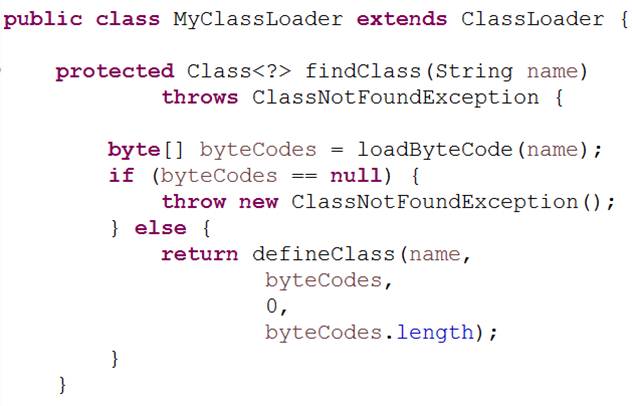 public class MyClassLoader extends ClassLoader {
protected Class<?> findClass(String name)
throws ClassNotFoundException {
byte[] byteCodes = loadByteCode(name);
if (byteCodes == null) {
throw new ClassNotFoundException();
} else {
return defineClass(name,
byteCodes,
0,
byteCodes.length);
}
}